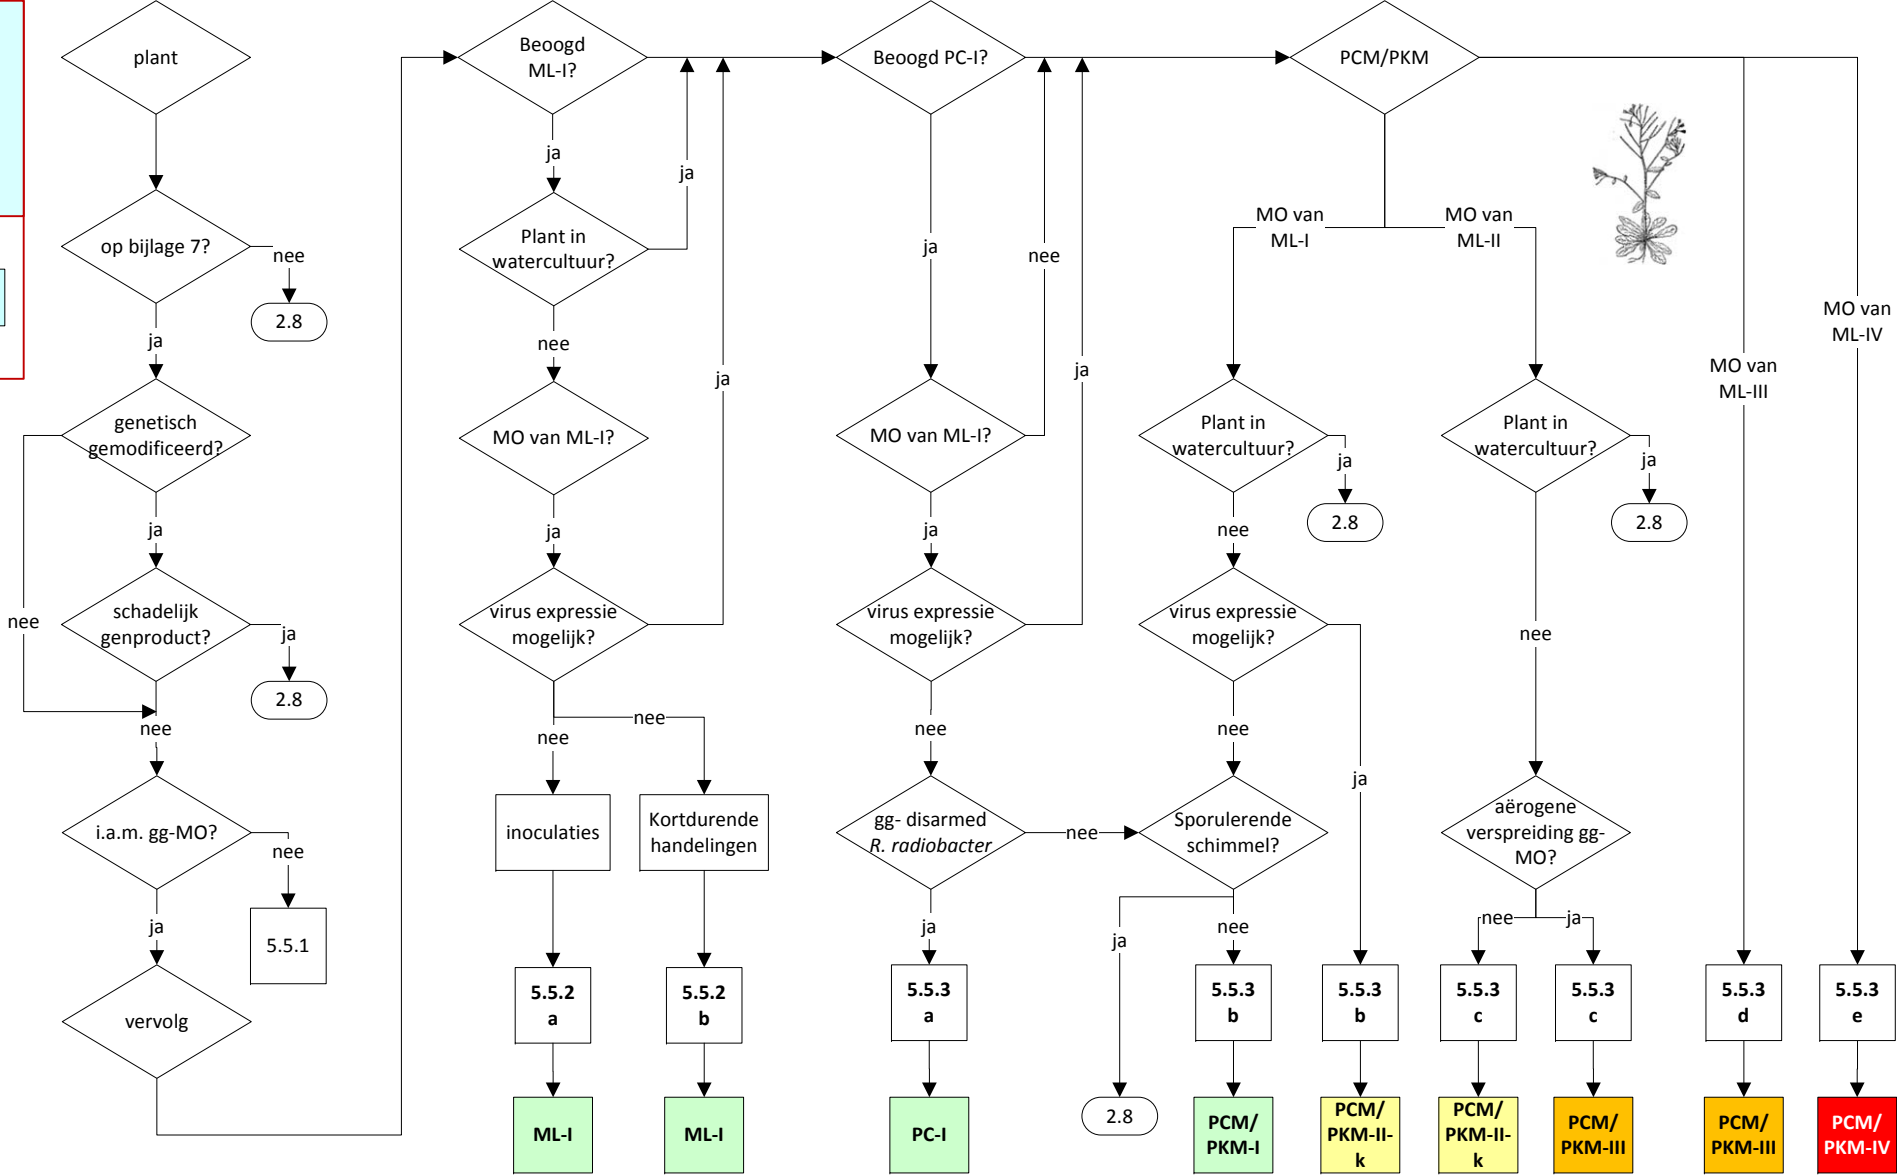 plant
op bijlage 7?
nee
2.8
ja
genetisch
gemodificeerd?
ja
nee
schadelijk
genproduct?
ja
2.8
nee
i.a.m. gg-MO?
nee
5.5.1
ja
vervolg
Beoogd
ML-I?
ja
ja
Plant in
watercultuur?
nee
ja
MO van ML-I?
ja
virus expressie
mogelijk?
nee
nee
inoculaties
Kortdurende
handelingen
5.5.2
a
5.5.2
b
ML-I
ML-I
Beoogd PC-I?
ja
nee
ja
MO van ML-I?
ja
virus expressie
mogelijk?
nee
gg- disarmed
R. radiobacter
nee
ja
5.5.3
a
PC-I
PCM/PKM
MO van
ML-I
MO van
ML-II
MO van
ML-III
MO van
ML-IV
Plant in
watercultuur?
ja
2.8
nee
virus expressie
mogelijk?
nee
ja
Sporulerende
schimmel?
ja
nee
2.8
5.5.3
b
PCM/
PKM-I
5.5.3
b
PCM/
PKM-II-
k
Plant in
watercultuur?
ja
2.8
nee
aërogene
verspreiding gg-
MO?
nee
ja
5.5.3
c
PCM/
PKM-II-
k
5.5.3
c
PCM/
PKM-III
5.5.3
d
PCM/
PKM-III
5.5.3
e
PCM/
PKM-IV